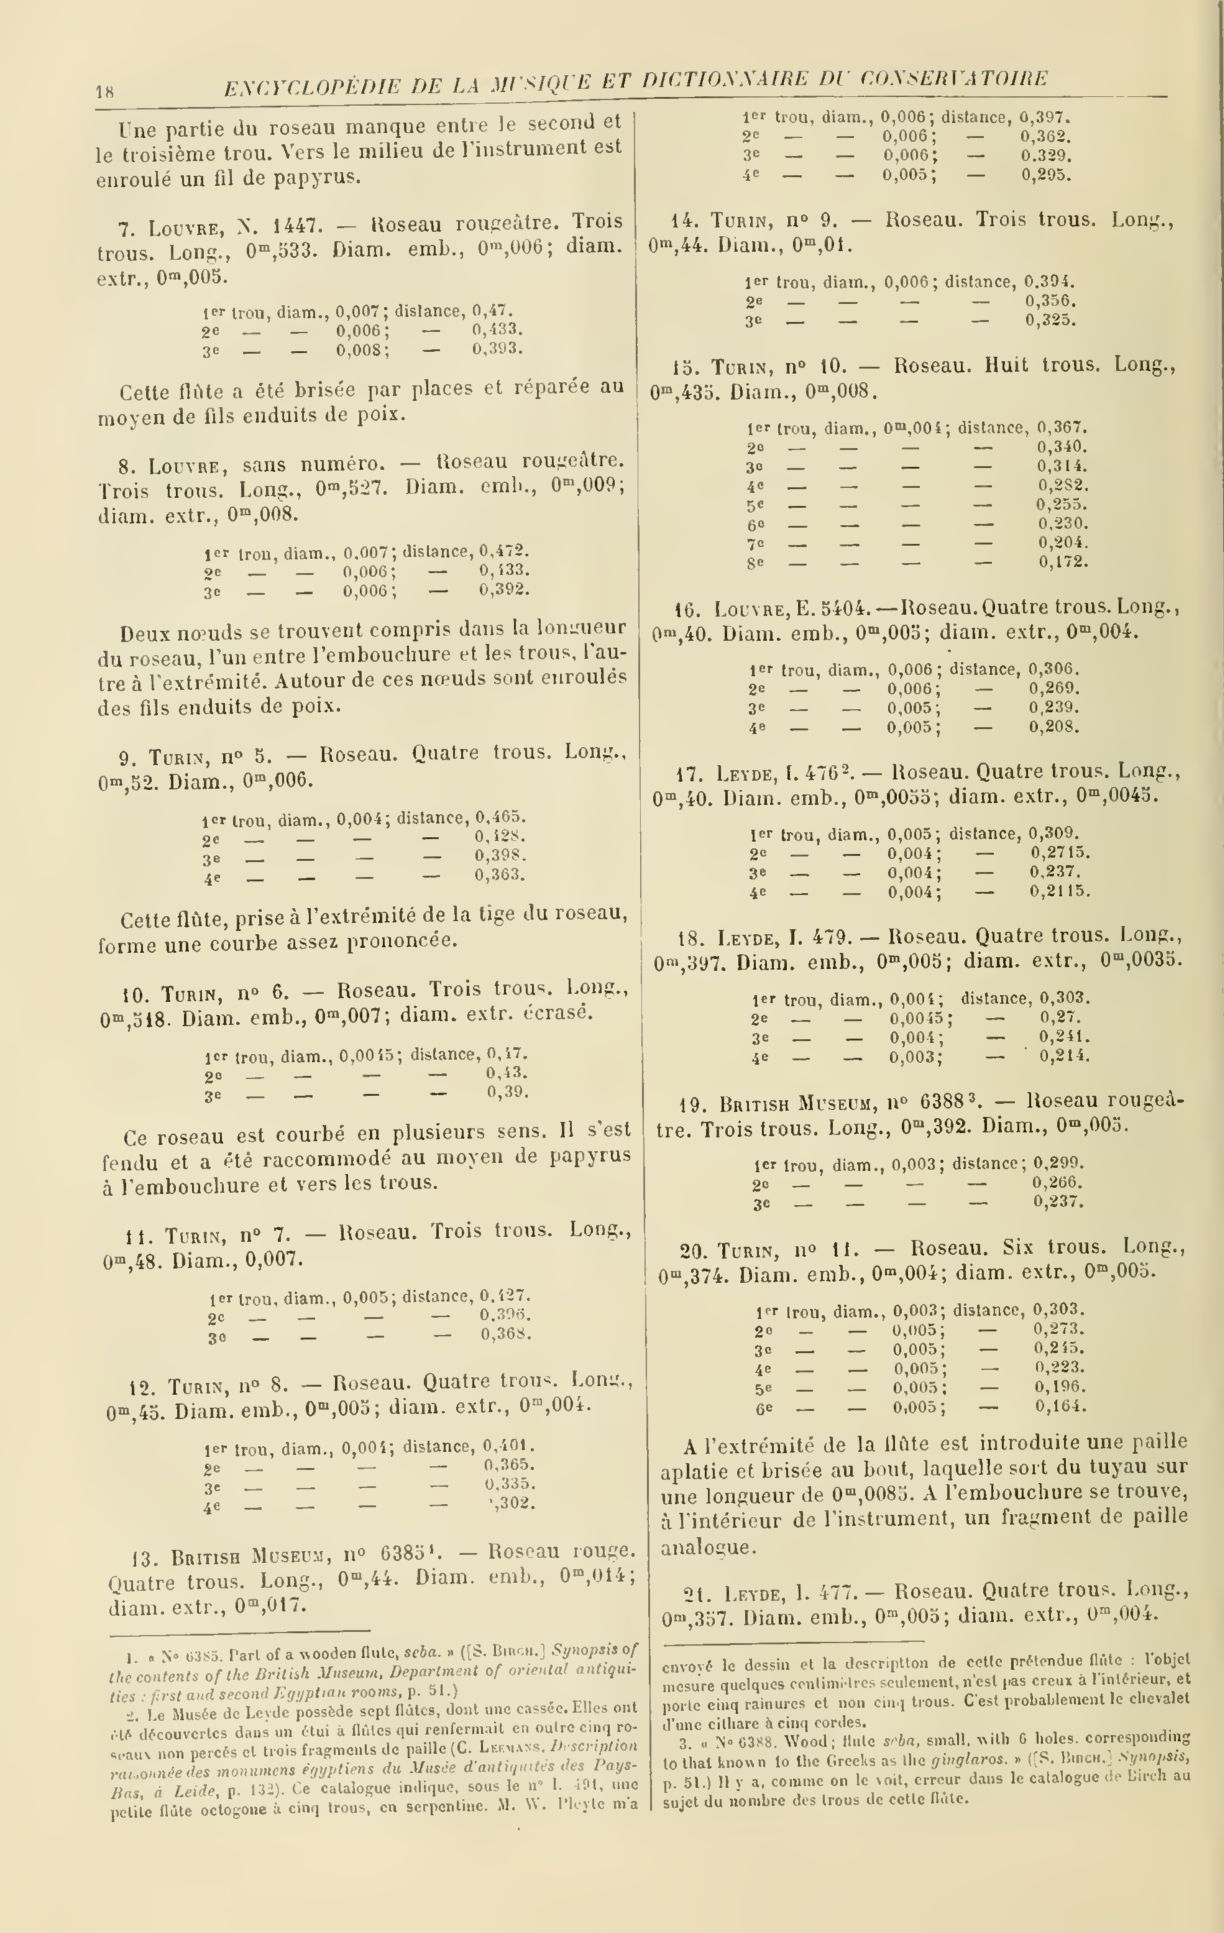 18 ENCYCLOPÉDIE DE LA MUSIQUE ET DICTIONNAIRE DU CONSERVATOIRE
Une partie du roseau manque entre le second et
le troisième trou. Vers le milieu de l'instrument est
enroulé un fil de papyrus.
7. LOUVRE, N. 1447. — Roseau rougeâtre. Trois
trous. Long., 0m,533. Diam. emb., 0m,006; diam.
extr., 0m,005.
1er trou, diam., 0,007; distance, 0,47.
2e — — 0,006; — 0,433.
3e — — 0,008; — 0,393.
Cette flûte a été brisée par places et réparée au
moyen de fils enduits de poix.
8. LOUVRE, sans numéro. — Roseau rougeâtre.
Trois trous. Long., 0m,527. Diam. emb., 0m,009;
diam. extr., 0m,008.
1er trou, diam., 0,007; distance, 0,472.
2e — — 0,006; — 0,433.
3e — — 0,006; — 0,392.
Deux nœuds se trouvent compris dans la longueur
du roseau, l'un entre l'embouchure et les trous, l'au-
tre à l'extrémité. Autour de ces nœuds sont enroulés
des fils enduits de poix.
9. TURIN, no 5. — Roseau. Quatre trous. Long.,
0m,52. Diam., 0m,006.
1er trou, diam., 0,004; distance, 0,465.
2e — — — — 0,428.
3e — — — — 0,398.
4e — — — — 0,363.
Cette flûte, prise à l'extrémité de la tige du roseau,
forme une courbe assez prononcée.
10. TURIN, no 6. — Roseau. Trois trous. Long.,
0m,518. Diam. emb., 0m,007; diam. extr. écrasé.
1er trou, diam., 0,0045; distance, 0,47.
2e — — — — 0,43.
3e — — — — 0,39.
Ce roseau est courbé en plusieurs sens. Il s'est
fendu et a été raccommodé au moyen de papyrus
à l'embouchure et vers les trous.
11. TURIN, no 7. — Roseau. Trois trous. Long.,
0m,48. Diam., 0,007.
1er trou, diam., 0,005; distance, 0,427.
2e — — — — 0.396.
3e — — — — 0,368.
12. TURIN, no 8. — Roseau. Quatre trous. Long.,
0m,45. Diam. emb., 0m,005; diam. extr., 0m,004.
1er trou, diam., 0,004; distance, 0,401.
2e — — — — 0,365.
3e — — — — 0,335.
4e — — — — ,302.
13. BRITISH MUSEUM, no 6385¹. — Roseau rouge.
Quatre trous. Long., 0m,44. Diam. emb., 0m,014;
diam. extr., 0m,017.
1. « No 6385. Part of a wooden flute, seba. » ([S. BIRCH.] Synopsis of
the contents of the British Museum, Department of oriental antiqui-
ties : first and second Egyptian rooms, p. 51.)
2. Le Musée de Leyde possède sept flûtes, dont une cassée. Elles ont
été découvertes dans un étui à flûtes qui renfermait en outre cinq ro-
seaux non percés et trois fragments de paille (C. LEEMANS, Description
raisonnée des monumens égyptiens du Musée d'antiquités des Pays-
Bas, à Leide, p. 132). Ce catalogue indique, sous le no I. 491, une
petite flûte octogone à cinq trous, en serpentine. M. W. Pleyte m'a
1er trou, diam., 0,006; distance, 0,397.
2e — — 0,006; — 0,362.
3e — — 0,006; — 0.329.
4e — — 0,005; — 0,295.
14. TURIN, no 9. — Roseau. Trois trous. Long.,
0m,44. Diam., 0m,01.
1er trou, diam., 0,006; distance, 0.394.
2e — — — — 0,356.
3e — — — — 0,325.
15. TURIN, no 10. — Roseau. Huit trous. Long.,
0m,435. Diam., 0m,008.
1er trou, diam., 0m,004; distance, 0,367.
2e — — — — 0,340.
3e — — — — 0,314.
4e — — — — 0,282.
5e — — — — 0,255.
6e — — — — 0,230.
7e — — — — 0,204.
8e — — — — 0,172.
16. LOUVRE, E. 5404. — Roseau. Quatre trous. Long.,
0m,40. Diam. emb., 0m,005; diam. extr., 0m,004.
1er trou, diam., 0,006; distance, 0,306.
2e — — 0,006; — 0,269.
3e — — 0,005; — 0,239.
4e — — 0,005; — 0,208.
17. LEYDE, I. 476². — Roseau. Quatre trous. Long.,
0m,40. Diam. emb., 0m,0055; diam. extr., 0m,0045.
1er trou, diam., 0,005; distance, 0,309.
2e — — 0,004; — 0,2715.
3e — — 0,004; — 0.237.
4e — — 0,004; — 0,2115.
18. LEYDE, I. 479. — Roseau. Quatre trous. Long.,
0m,397. Diam. emb., 0m,005; diam. extr., 0m,0035.
1er trou, diam., 0,004; distance, 0,303.
2e — — 0,0045; — 0,27.
3e — — 0,004; — 0,241.
4e — — 0,003; — 0,214.
19. BRITISH MUSEUM, no 6388³. — Roseau rougeâ-
tre. Trois trous. Long., 0m,392. Diam., 0m,005.
1er trou, diam., 0,003; distance; 0,299.
2e — — — — 0,266.
3e — — — — 0,237.
20. TURIN, no 11. — Roseau. Six trous. Long.,
0m,374. Diam. emb., 0m,004; diam. extr., 0m,005.
1er trou, diam., 0,003; distance, 0,303.
2e — — 0,005; — 0,273.
3e — — 0,005; — 0,245.
4e — — 0,005; — 0,223.
5e — — 0,005; — 0,196.
6e — — 0,005; — 0,164.
A l'extrémité de la flûte est introduite une paille
aplatie et brisée au bout, laquelle sort du tuyau sur
une longueur de 0m,0085. A l'embouchure se trouve,
à l'intérieur de l'instrument, un fragment de paille
analogue.
21. LEYDE, I. 477. — Roseau. Quatre trous. Long.,
0m,357. Diam. emb., 0m,005; diam. extr., 0m,004.
envoyé le dessin et la descriptton de cette prétendue flûte : l'objet
mesure quelques centimètres seulement, n'est pas creux à l'intérieur, et
porte cinq rainures et non cinq trous. C'est probablement le chevalet
d'une cithare à cinq cordes.
3. « No 6388. Wood; flute seba, small, with 6 holes. corresponding
to that known to the Greeks as the ginglaros. » ([S. BIRCH.] Synopsis,
p. 51.) Il y a, comme on le voit, erreur dans le catalogue de Birch au
sujet du nombre des trous de cette flûte.